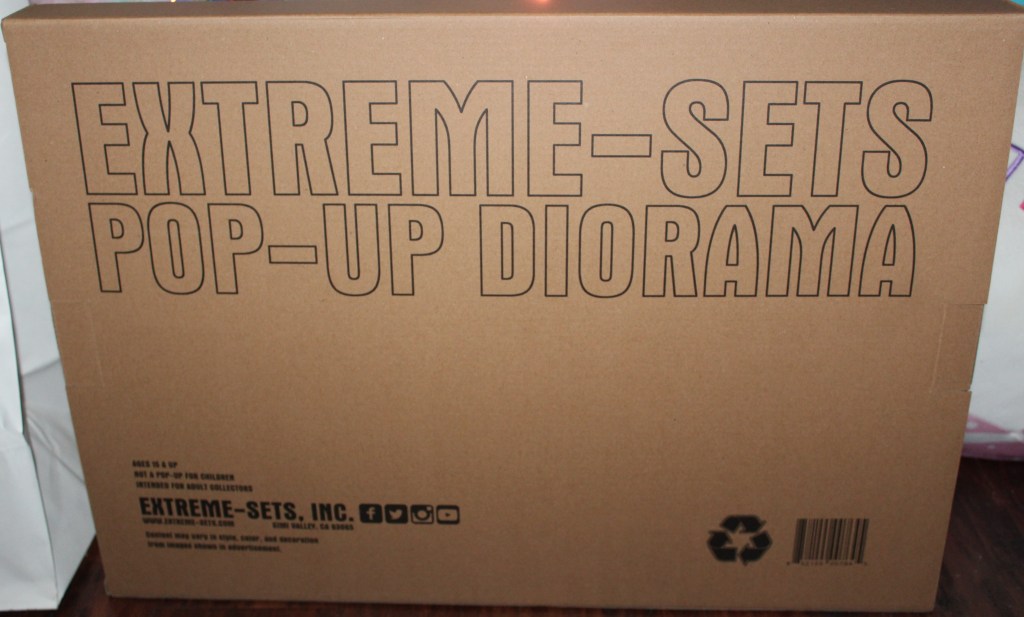 EXTREME-SETS
POP-UP DIORAMA
AGES 15 & UP
NOT A POP-UP FOR CHILDREN
INTENDED FOR ADULT COLLECTORS
EXTREME-SETS, INC.
WWW.EXTREME-SETS.COM SIMI VALLEY, CA 93065
Content may vary in style, color, and decoration
from images shown in advertisement.